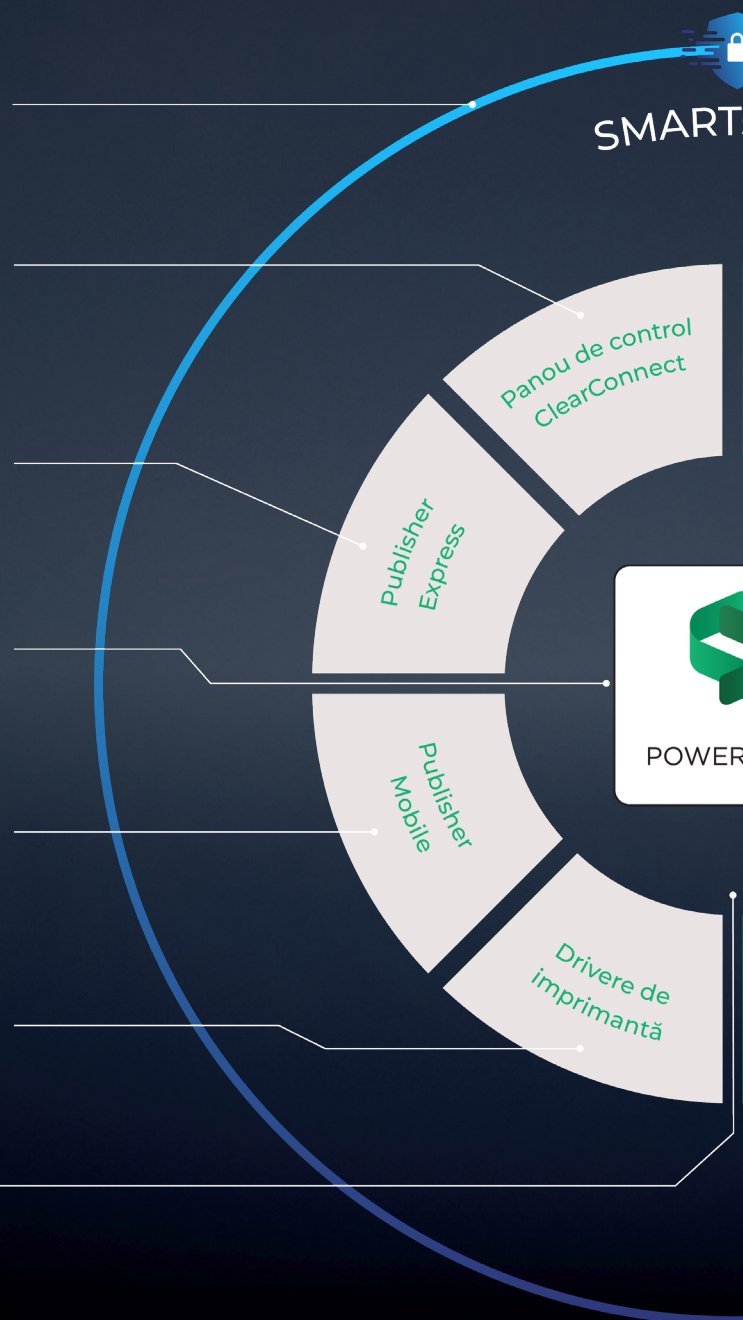 SMART
Panou de control
ClearConnect
Publisher
Express
POWER
Publisher
Mobile
Drivere de
imprimantă